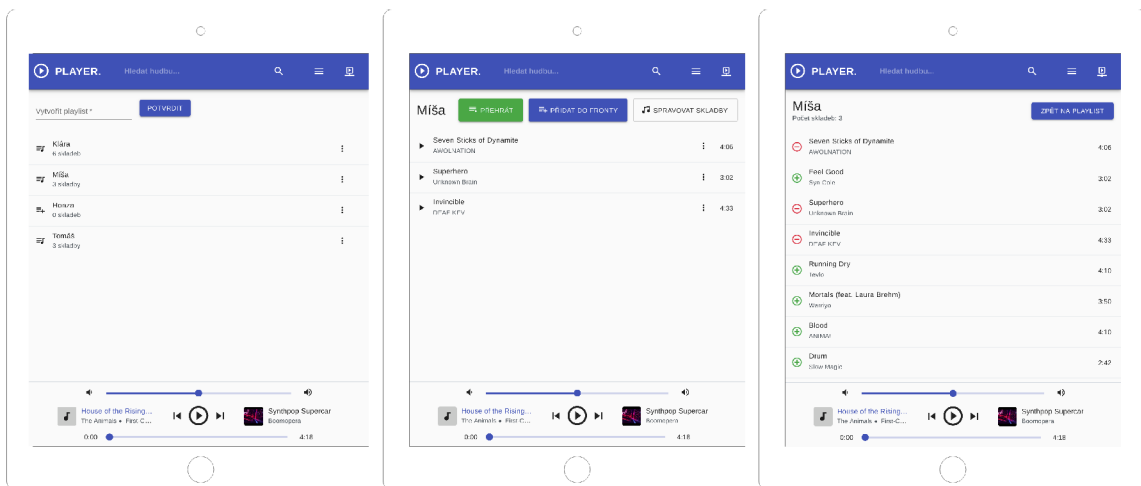 PLAYER.
Hledat hudbu...
Vytvořit playlist *
POTVRDIT
Klára
6 skladeb
Míša
3 skladby
Honza
0 skladeb
Tomáš
3 skladby
House of the Rising...
The Animals • First C...
Synthpop Supercar
Boomopera
0:00
4:18
PLAYER.
Hledat hudbu...
Míša
PŘEHRÁT
PŘIDAT DO FRONTY
SPRAVOVAT SKLADBY
Seven Sticks of Dynamite
AWOLNATION
4:06
Superhero
Unknown Brain
3:02
Invincible
DEAF KEV
4:33
House of the Rising...
The Animals • First C...
Synthpop Supercar
Boomopera
0:00
4:18
PLAYER.
Hledat hudbu...
Míša
Počet skladeb: 3
ZPĚT NA PLAYLIST
Seven Sticks of Dynamite
AWOLNATION
4:06
Feel Good
Syn Cole
3:02
Superhero
Unknown Brain
3:02
Invincible
DEAF KEV
4:33
Running Dry
Tevlo
4:10
Mortals (feat. Laura Brehm)
Warriyo
3:50
Blood
ANIMAL
4:10
Drum
Slow Magic
2:42
House of the Rising...
The Animals • First C...
Synthpop Supercar
Boomopera
0:00
4:18